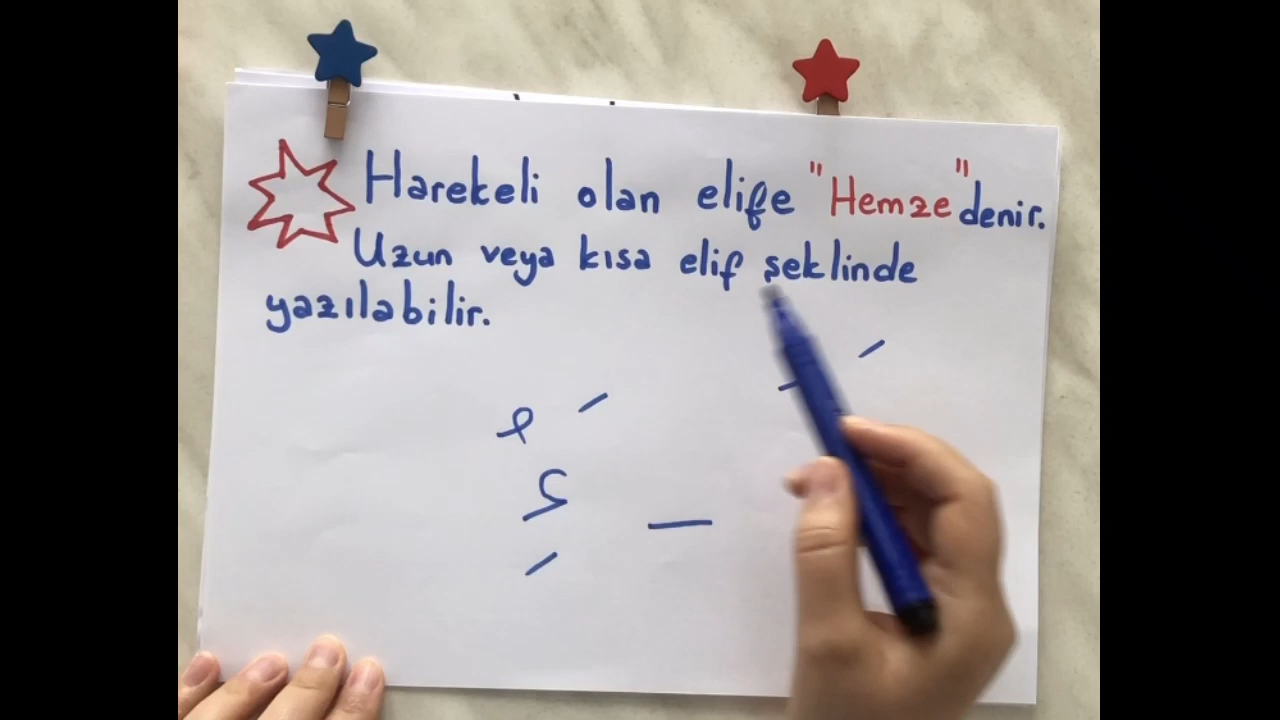 Harekeli olan elife "Hemze" denir.
Uzun veya kısa elif şeklinde
yazılabilir.
ء